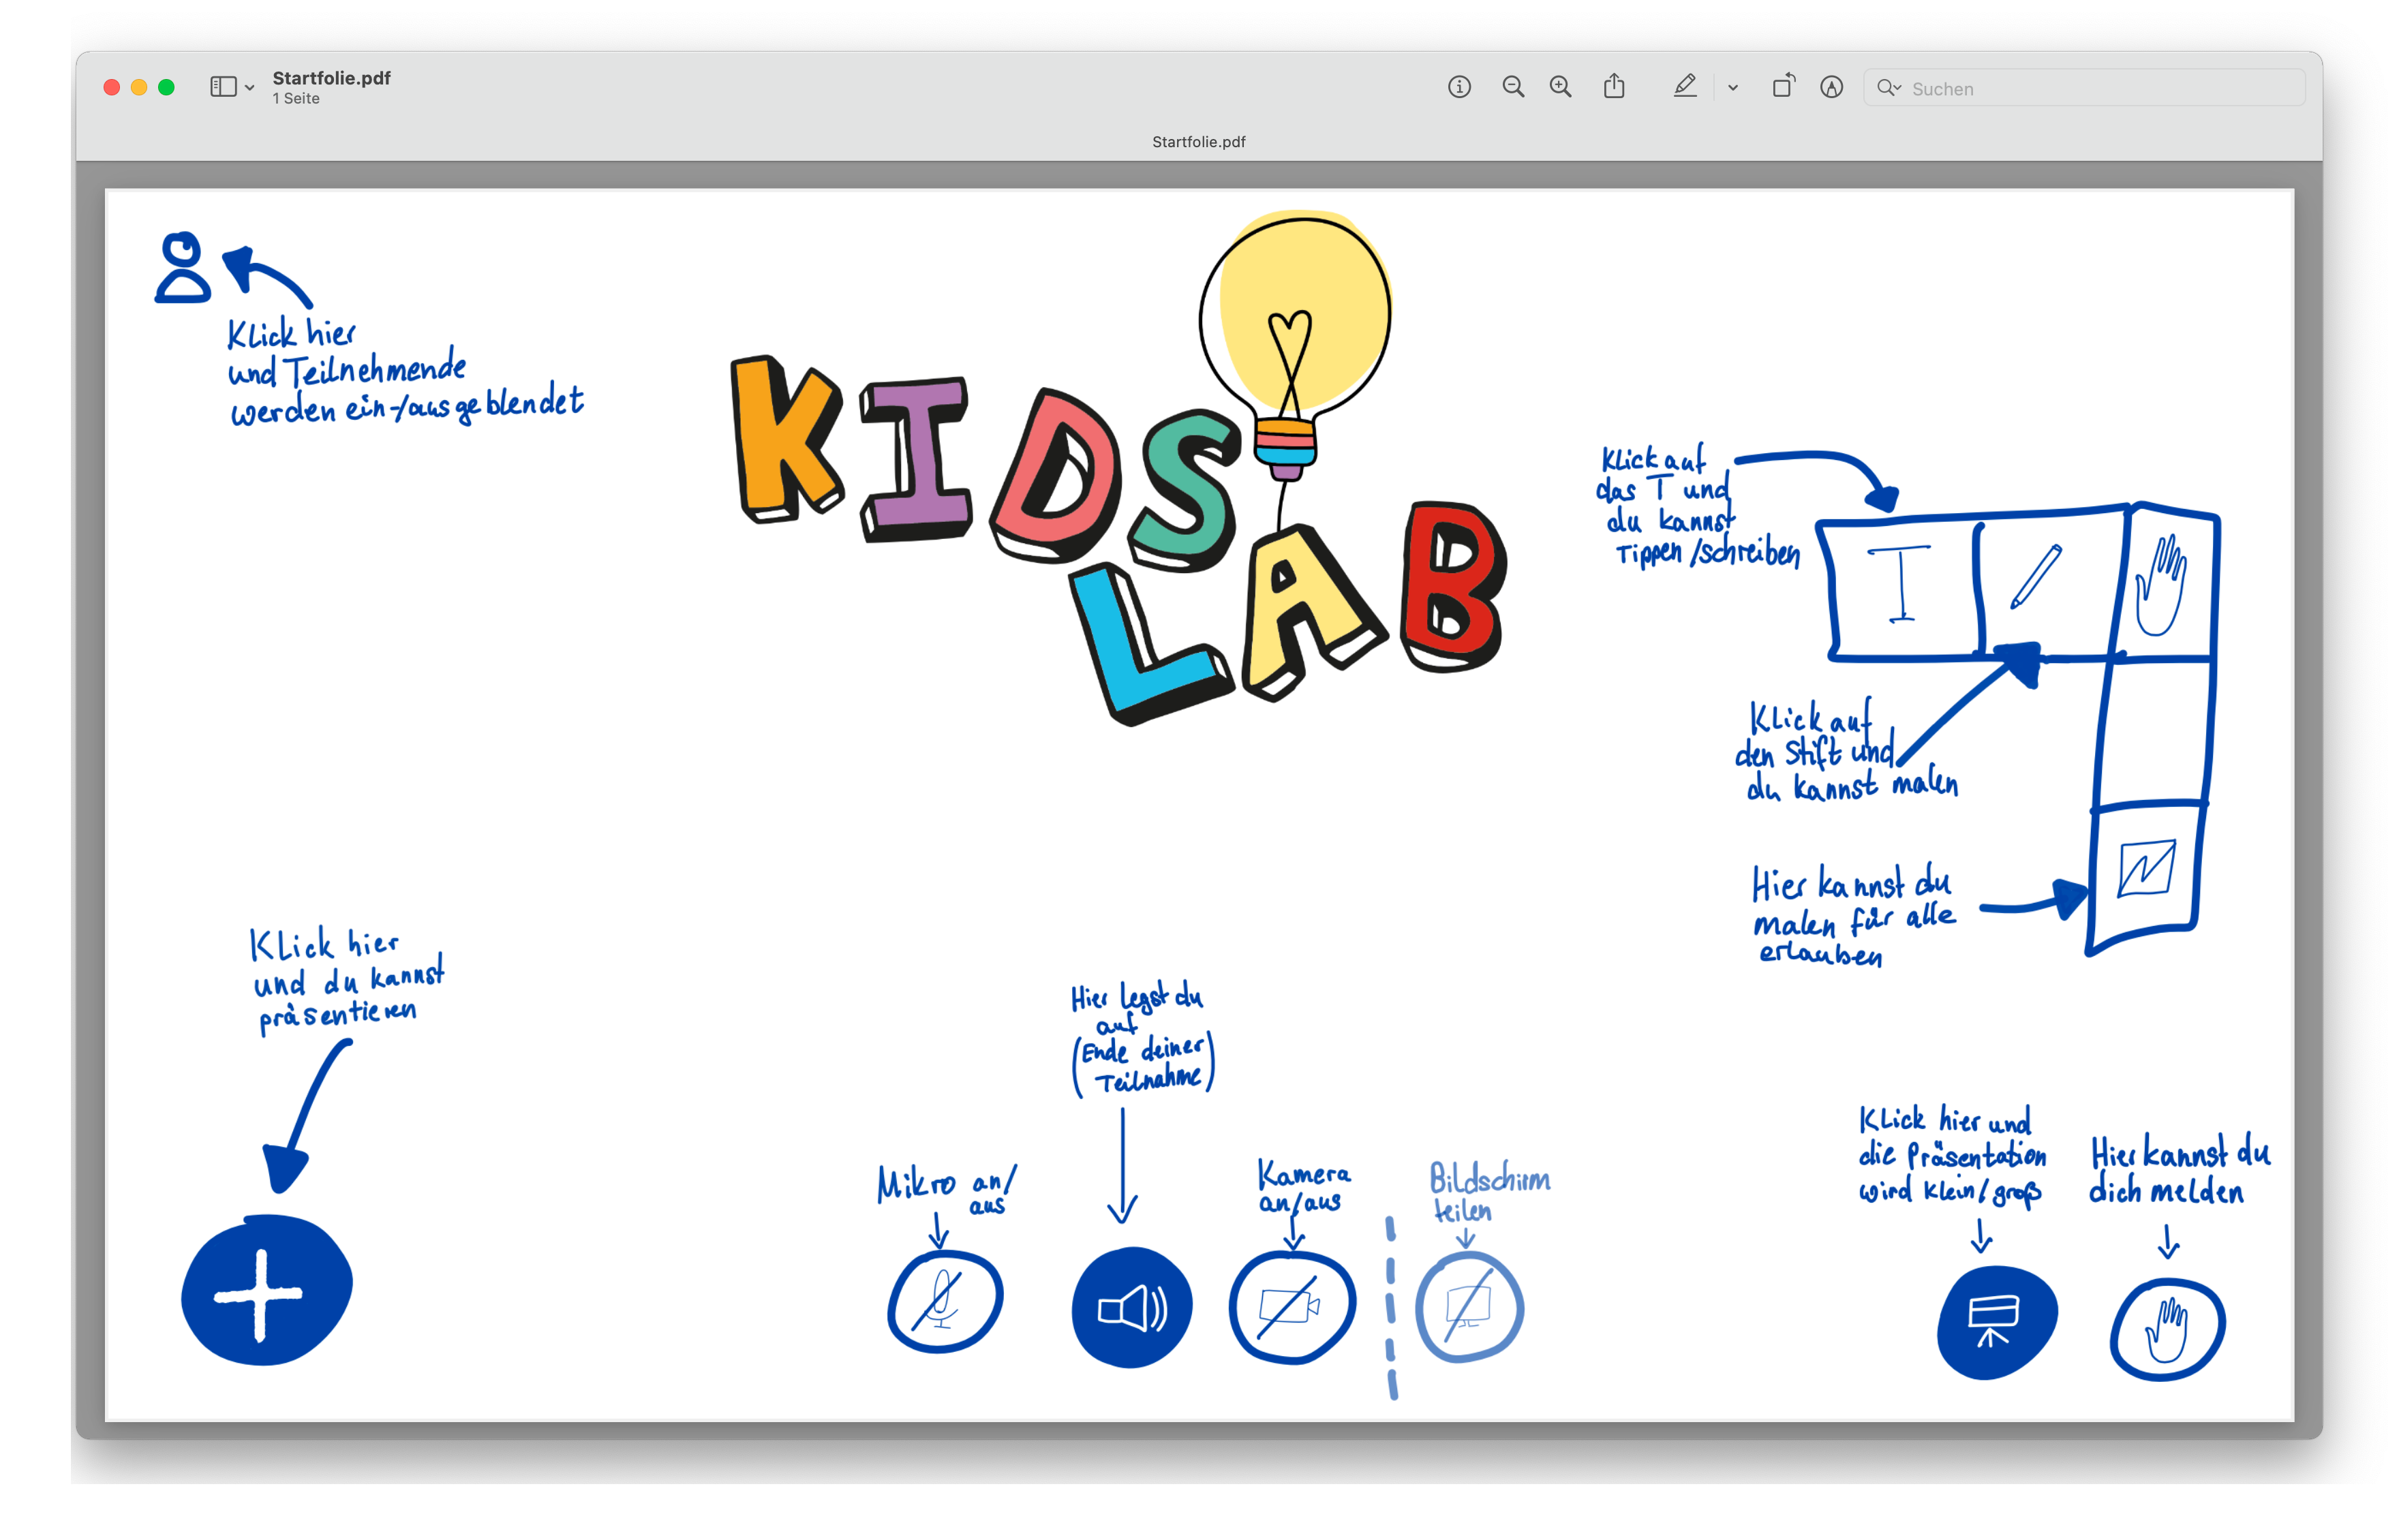 Startfolie.pdf
1 Seite
Suchen
Startfolie.pdf
Klick hier
und Teilnehmende
werden ein-/ausgeblendet
KIDS
LAB
Klick auf
das T und
du kannst
Tippen/schreiben
T
Klick auf
den Stift und
du kannst malen
Hier kannst du
malen für alle
erlauben
Klick hier
und du kannst
präsentieren
Hier legst du
auf
(Ende deiner
Teilnahme)
Mikro an/
aus
Kamera
an/aus
Bildschirm
teilen
Klick hier und
die Präsentation
wird klein/groß
Hier kannst du
dich melden